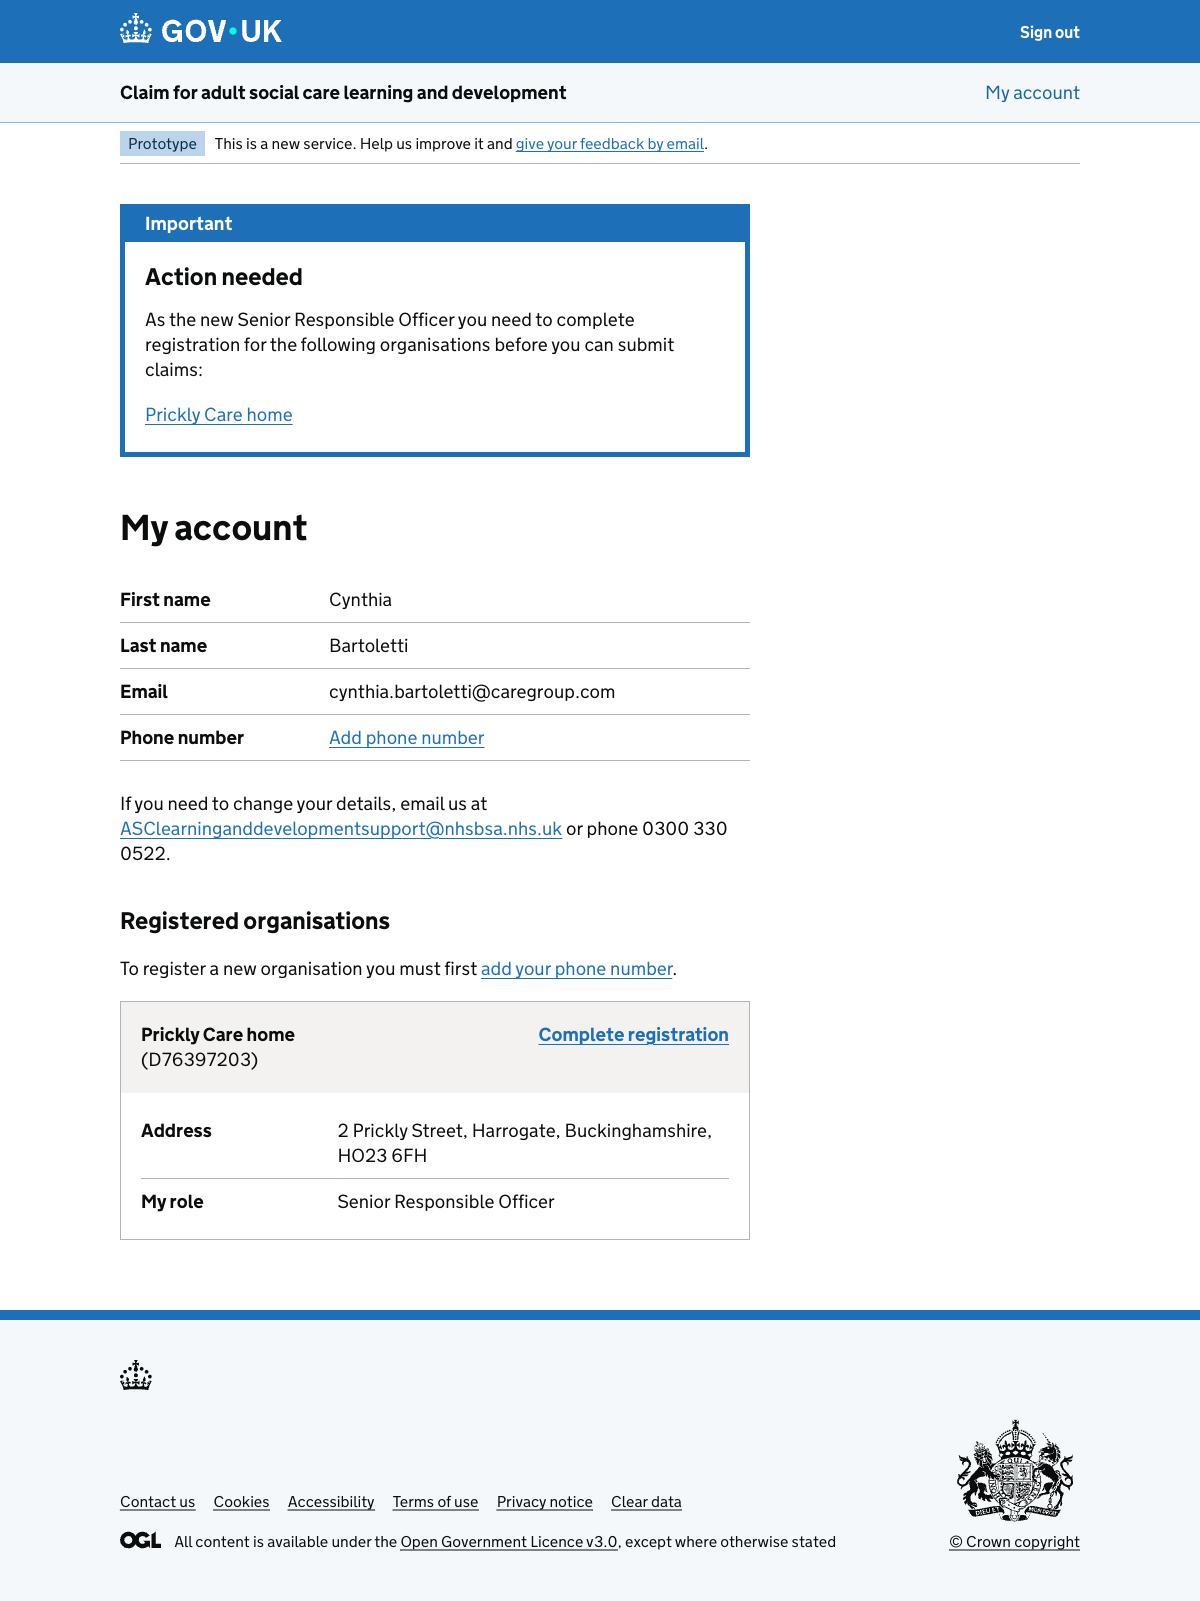 GOV·UK
Sign out
Claim for adult social care learning and development
My account
Prototype
This is a new service. Help us improve it and give your feedback by email.
Important
Action needed
As the new Senior Responsible Officer you need to complete
registration for the following organisations before you can submit
claims:
Prickly Care home
My account
First name
Cynthia
Last name
Bartoletti
Email
cynthia.bartoletti@caregroup.com
Phone number
Add phone number
If you need to change your details, email us at
ASClearninganddevelopmentsupport@nhsbsa.nhs.uk or phone 0300 330
0522.
Registered organisations
To register a new organisation you must first add your phone number.
Prickly Care home
(D76397203)
Complete registration
Address
2 Prickly Street, Harrogate, Buckinghamshire,
HO23 6FH
My role
Senior Responsible Officer
Contact us
Cookies
Accessibility
Terms of use
Privacy notice
Clear data
OGL
All content is available under the Open Government Licence v3.0, except where otherwise stated
© Crown copyright